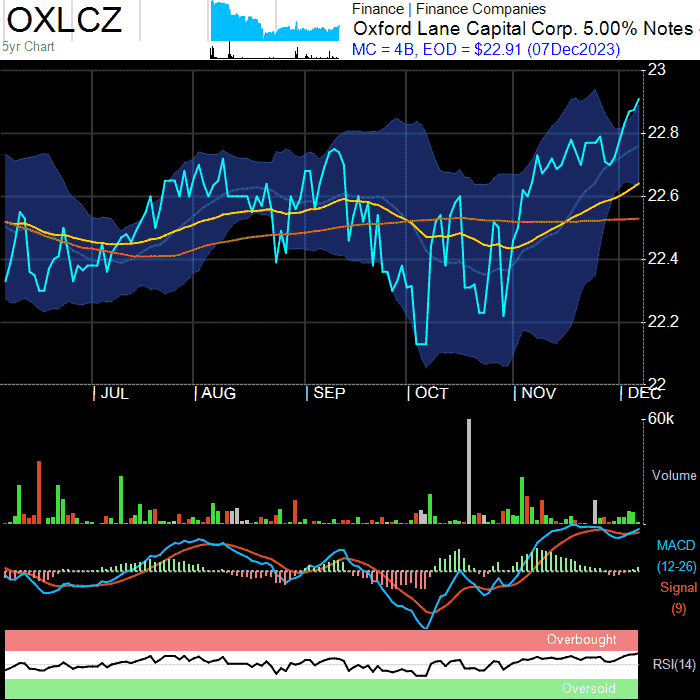 OXLCZ
5yr Chart
Finance | Finance Companies
Oxford Lane Capital Corp. 5.00% Notes
MC = 4B, EOD = $22.91 (07Dec2023)
23
22.8
22.6
22.4
22.2
22
JUL AUG SEP OCT NOV DEC
60k
Volume
MACD
(12-26)
Signal
(9)
Overbought
RSI(14)
Oversold